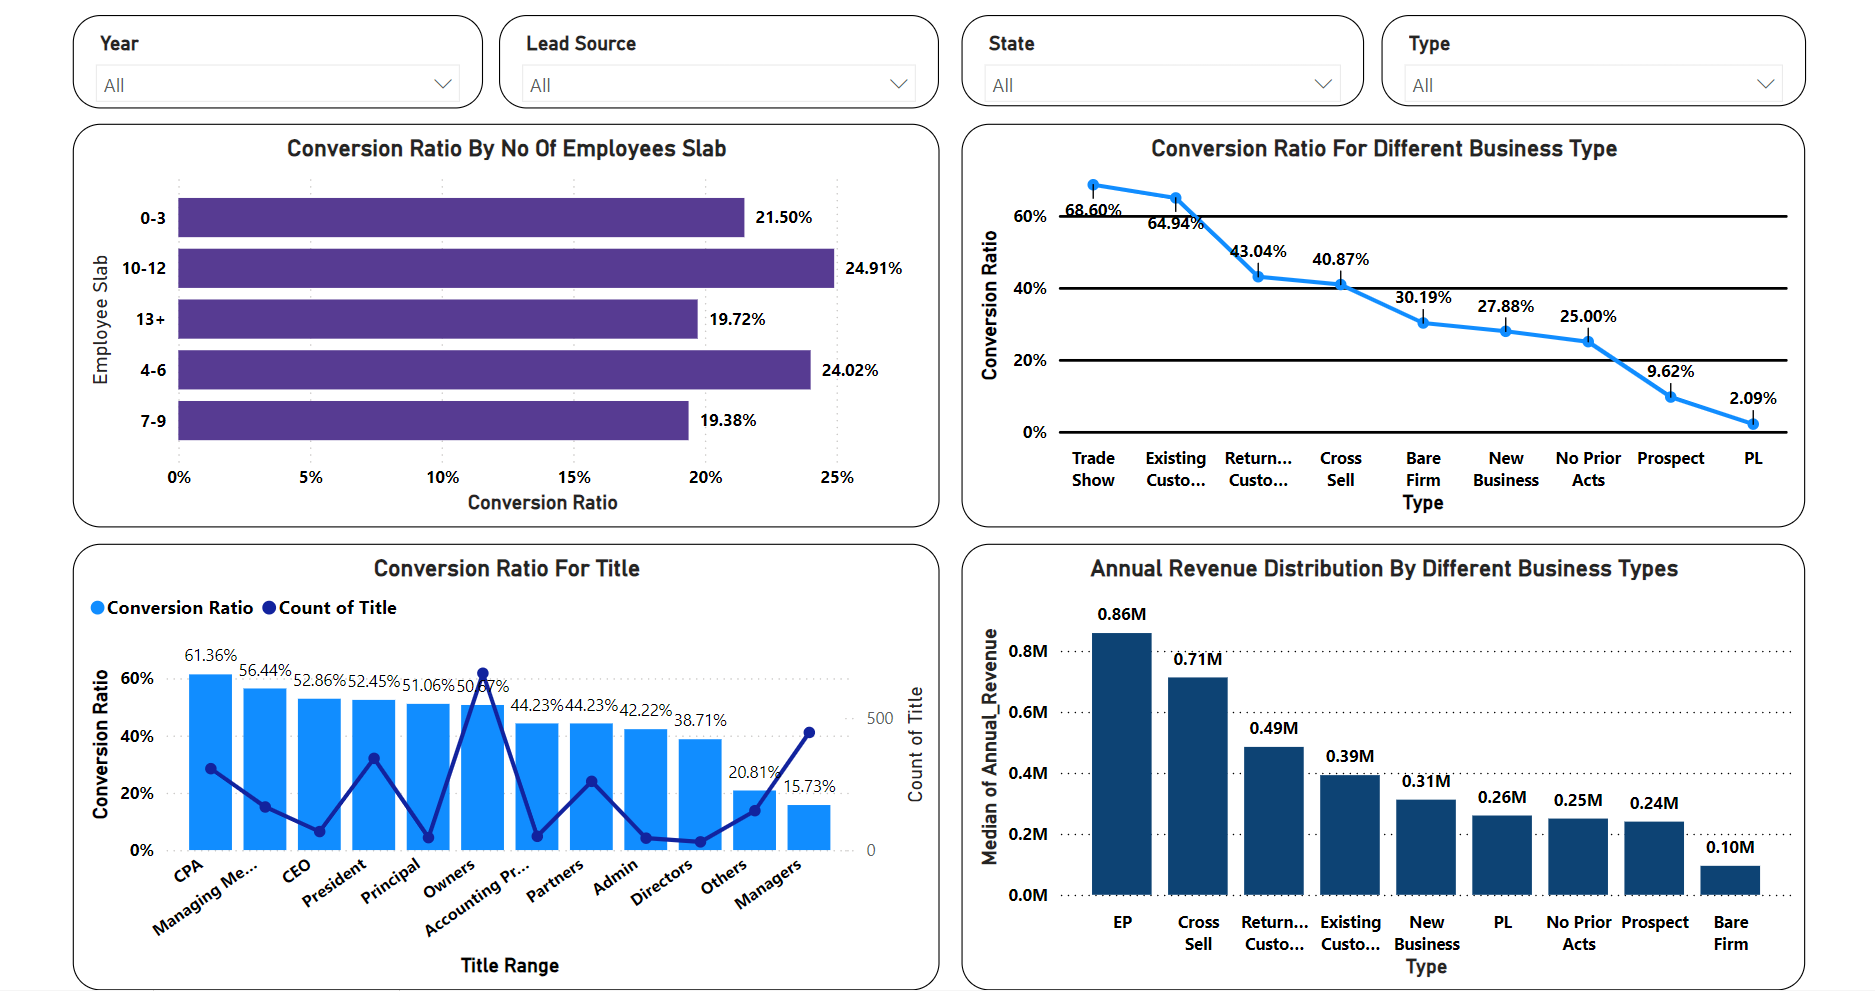 Year
All
Lead Source
All
State
All
Type
All
Conversion Ratio By No Of Employees Slab
Employee Slab
0-3
21.50%
10-12
24.91%
13+
19.72%
4-6
24.02%
7-9
19.38%
0%
5%
10%
15%
20%
25%
Conversion Ratio
Conversion Ratio For Different Business Type
Conversion Ratio
60%
40%
20%
0%
68.60%
64.94%
43.04%
40.87%
30.19%
27.88%
25.00%
9.62%
2.09%
Trade
Show
Existing
Custo...
Return...
Custo...
Cross
Sell
Bare
Firm
New
Business
No Prior
Acts
Prospect
PL
Type
Conversion Ratio For Title
Conversion Ratio
Count of Title
Conversion Ratio
60%
40%
20%
0%
61.36%
56.44%
52.86%
52.45%
51.06%
44.23%
44.23%
42.22%
38.71%
20.81%
15.73%
500
0
Count of Title
CPA
Managing Me...
CEO
President
Principal
Owners
Accounting Pr...
Partners
Admin
Directors
Others
Managers
Title Range
Annual Revenue Distribution By Different Business Types
Median of Annual_Revenue
0.8M
0.6M
0.4M
0.2M
0.0M
0.86M
0.71M
0.49M
0.39M
0.31M
0.26M
0.25M
0.24M
0.10M
EP
Cross
Sell
Return...
Custo...
Existing
Custo...
New
Business
PL
No Prior
Acts
Prospect
Bare
Firm
Type